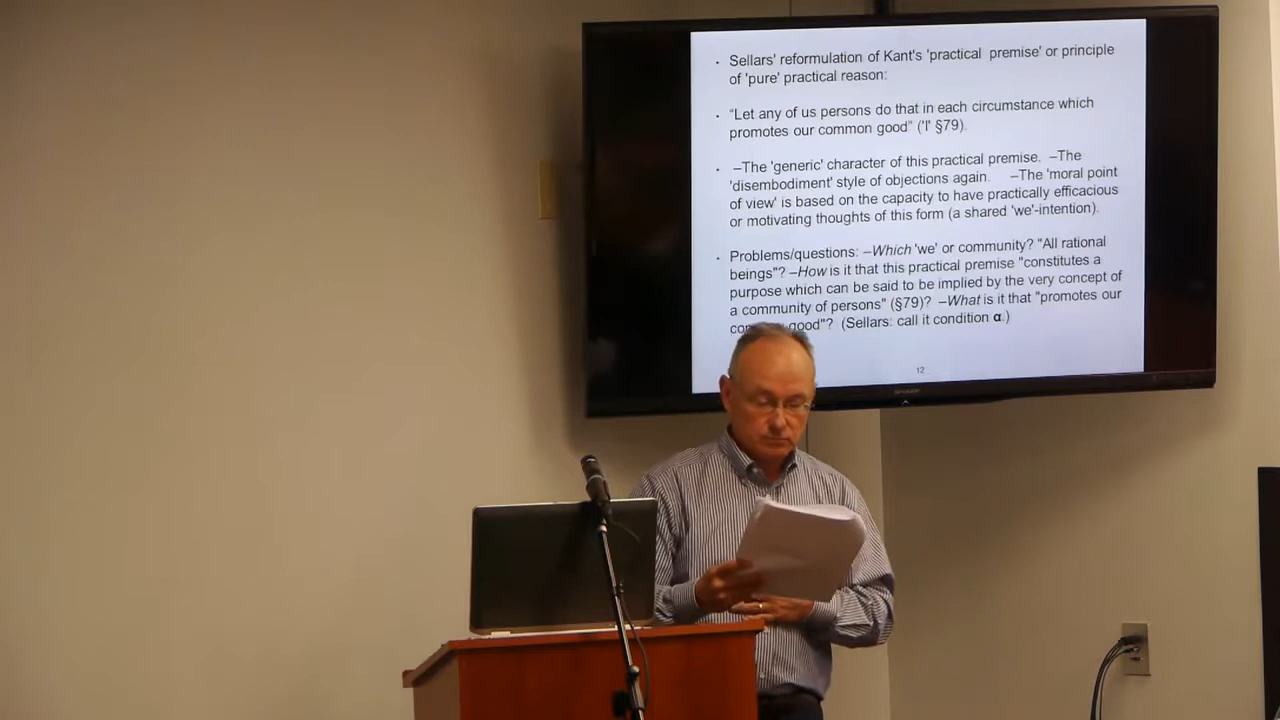 · Sellars' reformulation of Kant's 'practical premise' or principle
of 'pure' practical reason:
· "Let any of us persons do that in each circumstance which
promotes our common good" ('I' §79).
· –The 'generic' character of this practical premise. –The
'disembodiment' style of objections again. –The 'moral point
of view' is based on the capacity to have practically efficacious
or motivating thoughts of this form (a shared 'we'-intention).
· Problems/questions: –Which 'we' or community? "All rational
beings"? –How is it that this practical premise "constitutes a
purpose which can be said to be implied by the very concept of
a community of persons" (§79)? –What is it that "promotes our
good"? (Sellars: call it condition α.)
12
SHARP